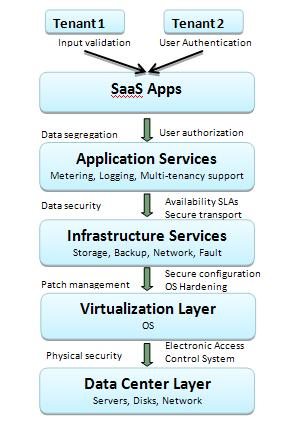 Tenant 1
Tenant 2
Input validation
User Authentication
SaaS Apps
Data segregation
User authorization
Application Services
Metering, Logging, Multi-tenancy support
Data security
Availability SLAs
Secure transport
Infrastructure Services
Storage, Backup, Network, Fault
Patch management
Secure configuration
OS Hardening
Virtualization Layer
OS
Physical security
Electronic Access
Control System
Data Center Layer
Servers, Disks, Network